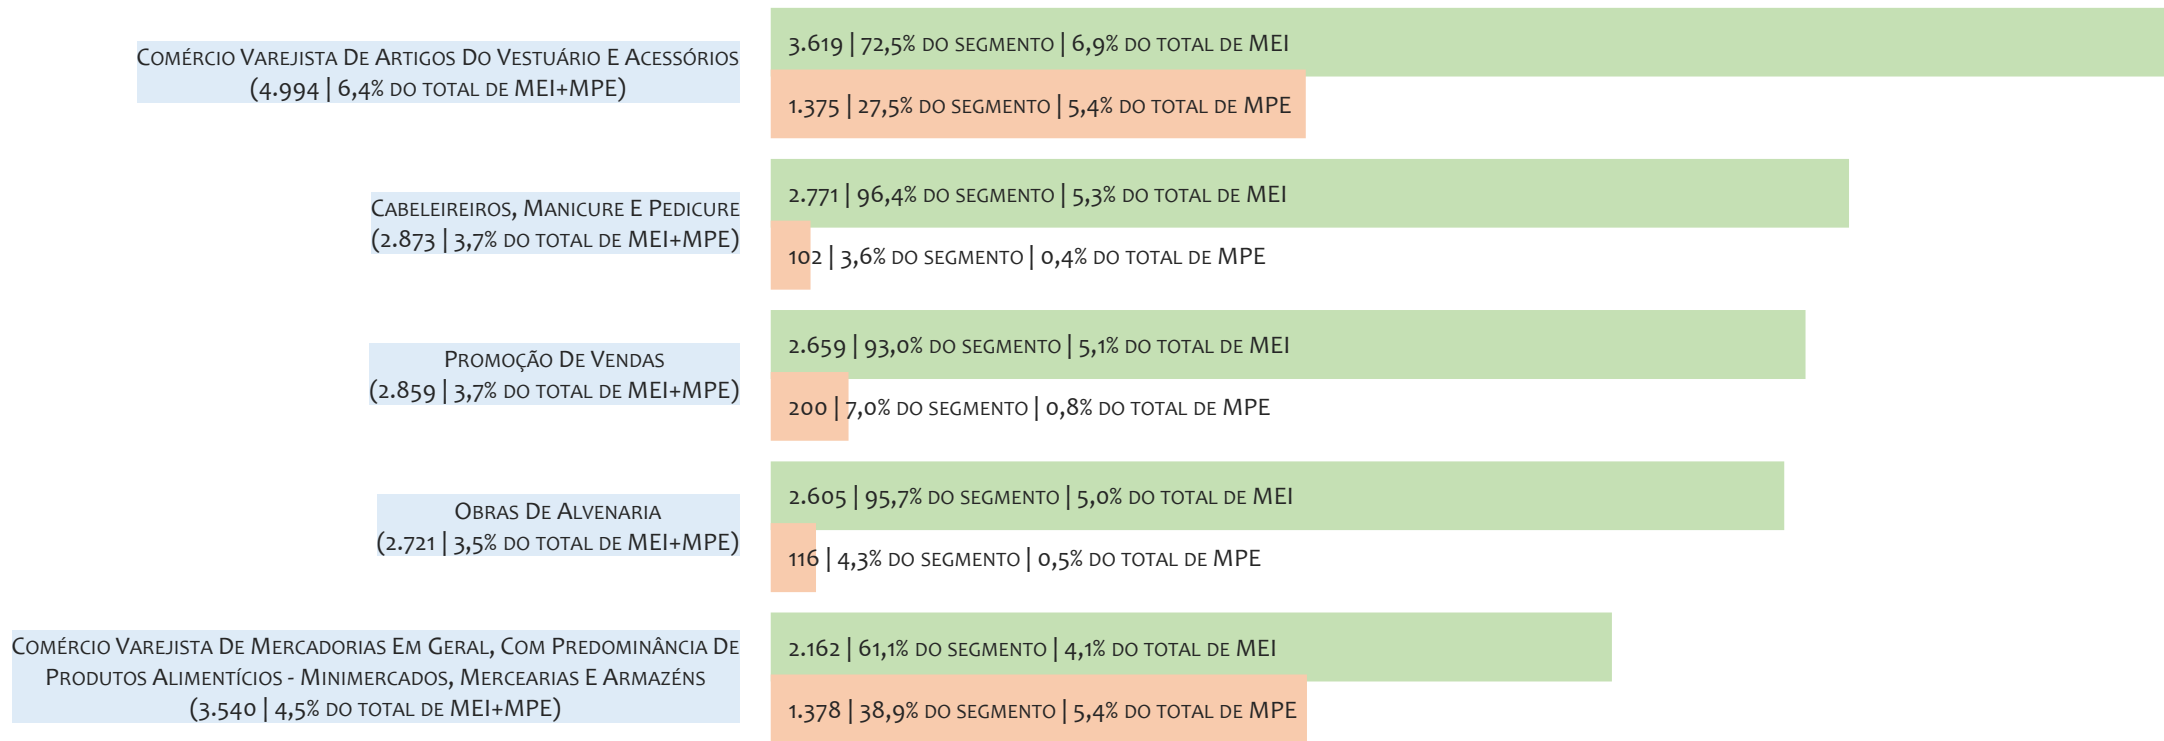 Comércio Varejista De Artigos Do Vestuário E Acessórios
(4.994 | 6,4% do total de MEI+MPE)
3.619 | 72,5% do segmento | 6,9% do total de MEI
1.375 | 27,5% do segmento | 5,4% do total de MPE
Cabeleireiros, Manicure E Pedicure
(2.873 | 3,7% do total de MEI+MPE)
2.771 | 96,4% do segmento | 5,3% do total de MEI
102 | 3,6% do segmento | 0,4% do total de MPE
Promoção De Vendas
(2.859 | 3,7% do total de MEI+MPE)
2.659 | 93,0% do segmento | 5,1% do total de MEI
200 | 7,0% do segmento | 0,8% do total de MPE
Obras De Alvenaria
(2.721 | 3,5% do total de MEI+MPE)
2.605 | 95,7% do segmento | 5,0% do total de MEI
116 | 4,3% do segmento | 0,5% do total de MPE
Comércio Varejista De Mercadorias Em Geral, Com Predominância De
Produtos Alimentícios - Minimercados, Mercearias E Armazéns
(3.540 | 4,5% do total de MEI+MPE)
2.162 | 61,1% do segmento | 4,1% do total de MEI
1.378 | 38,9% do segmento | 5,4% do total de MPE